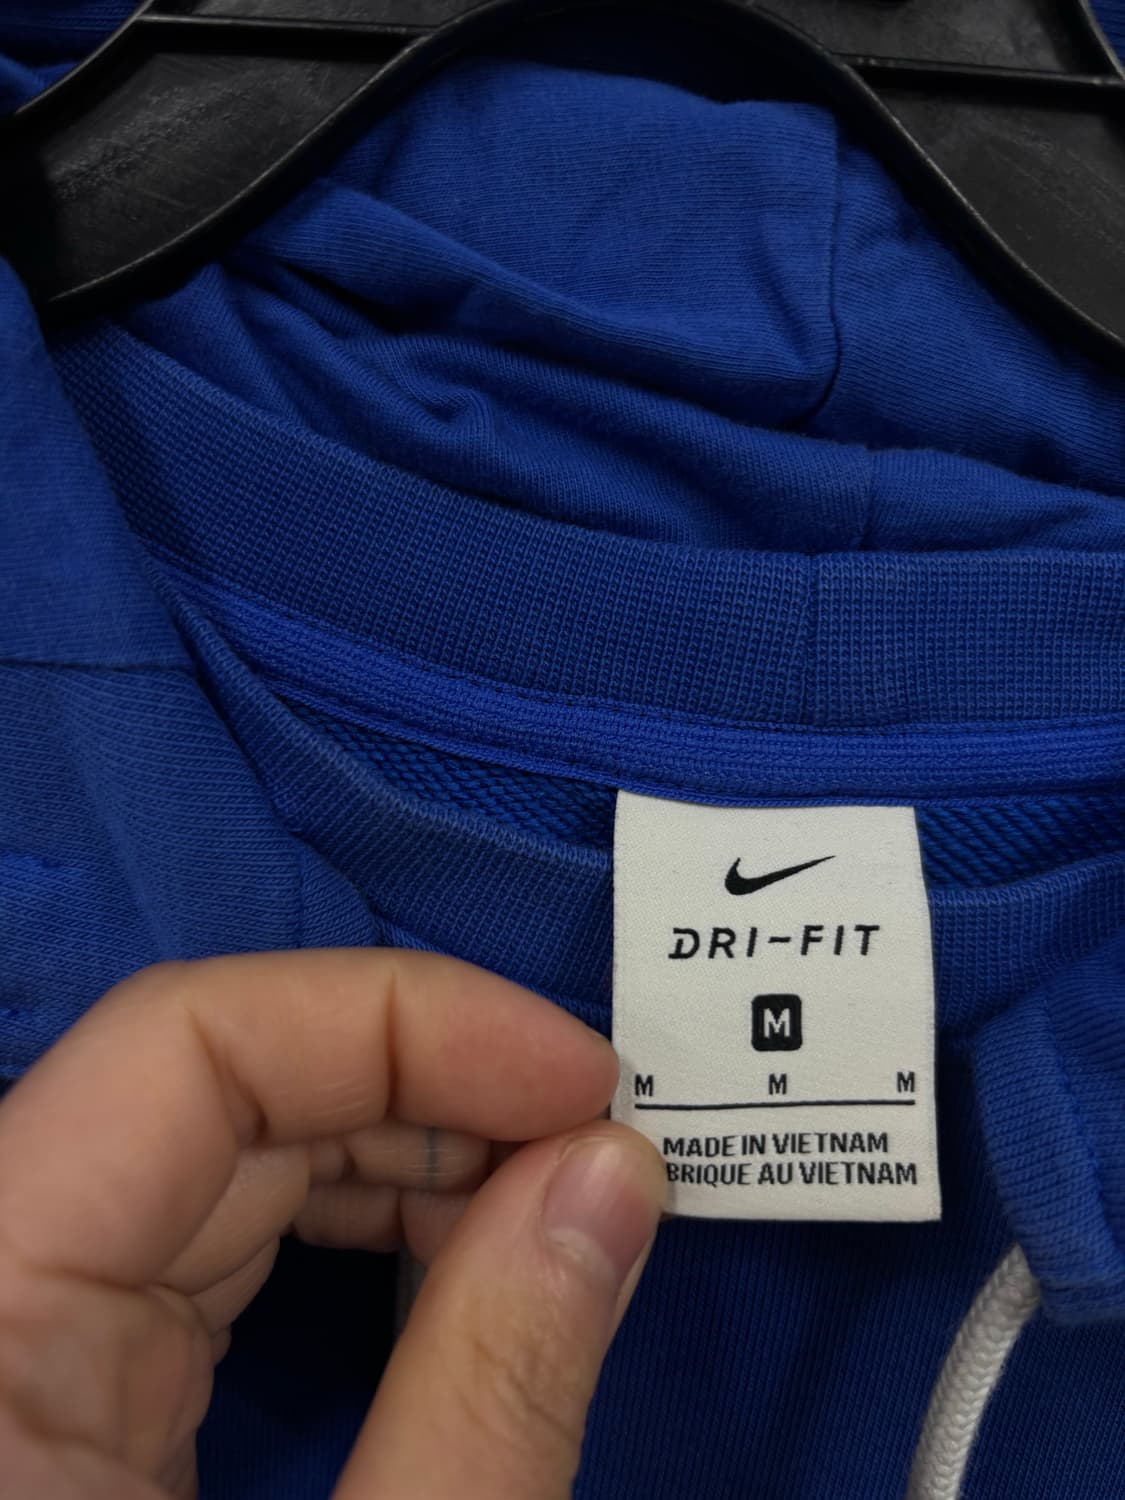 DRI-FIT
M
M M M
MADE IN VIETNAM
BRIQUE AU VIETNAM